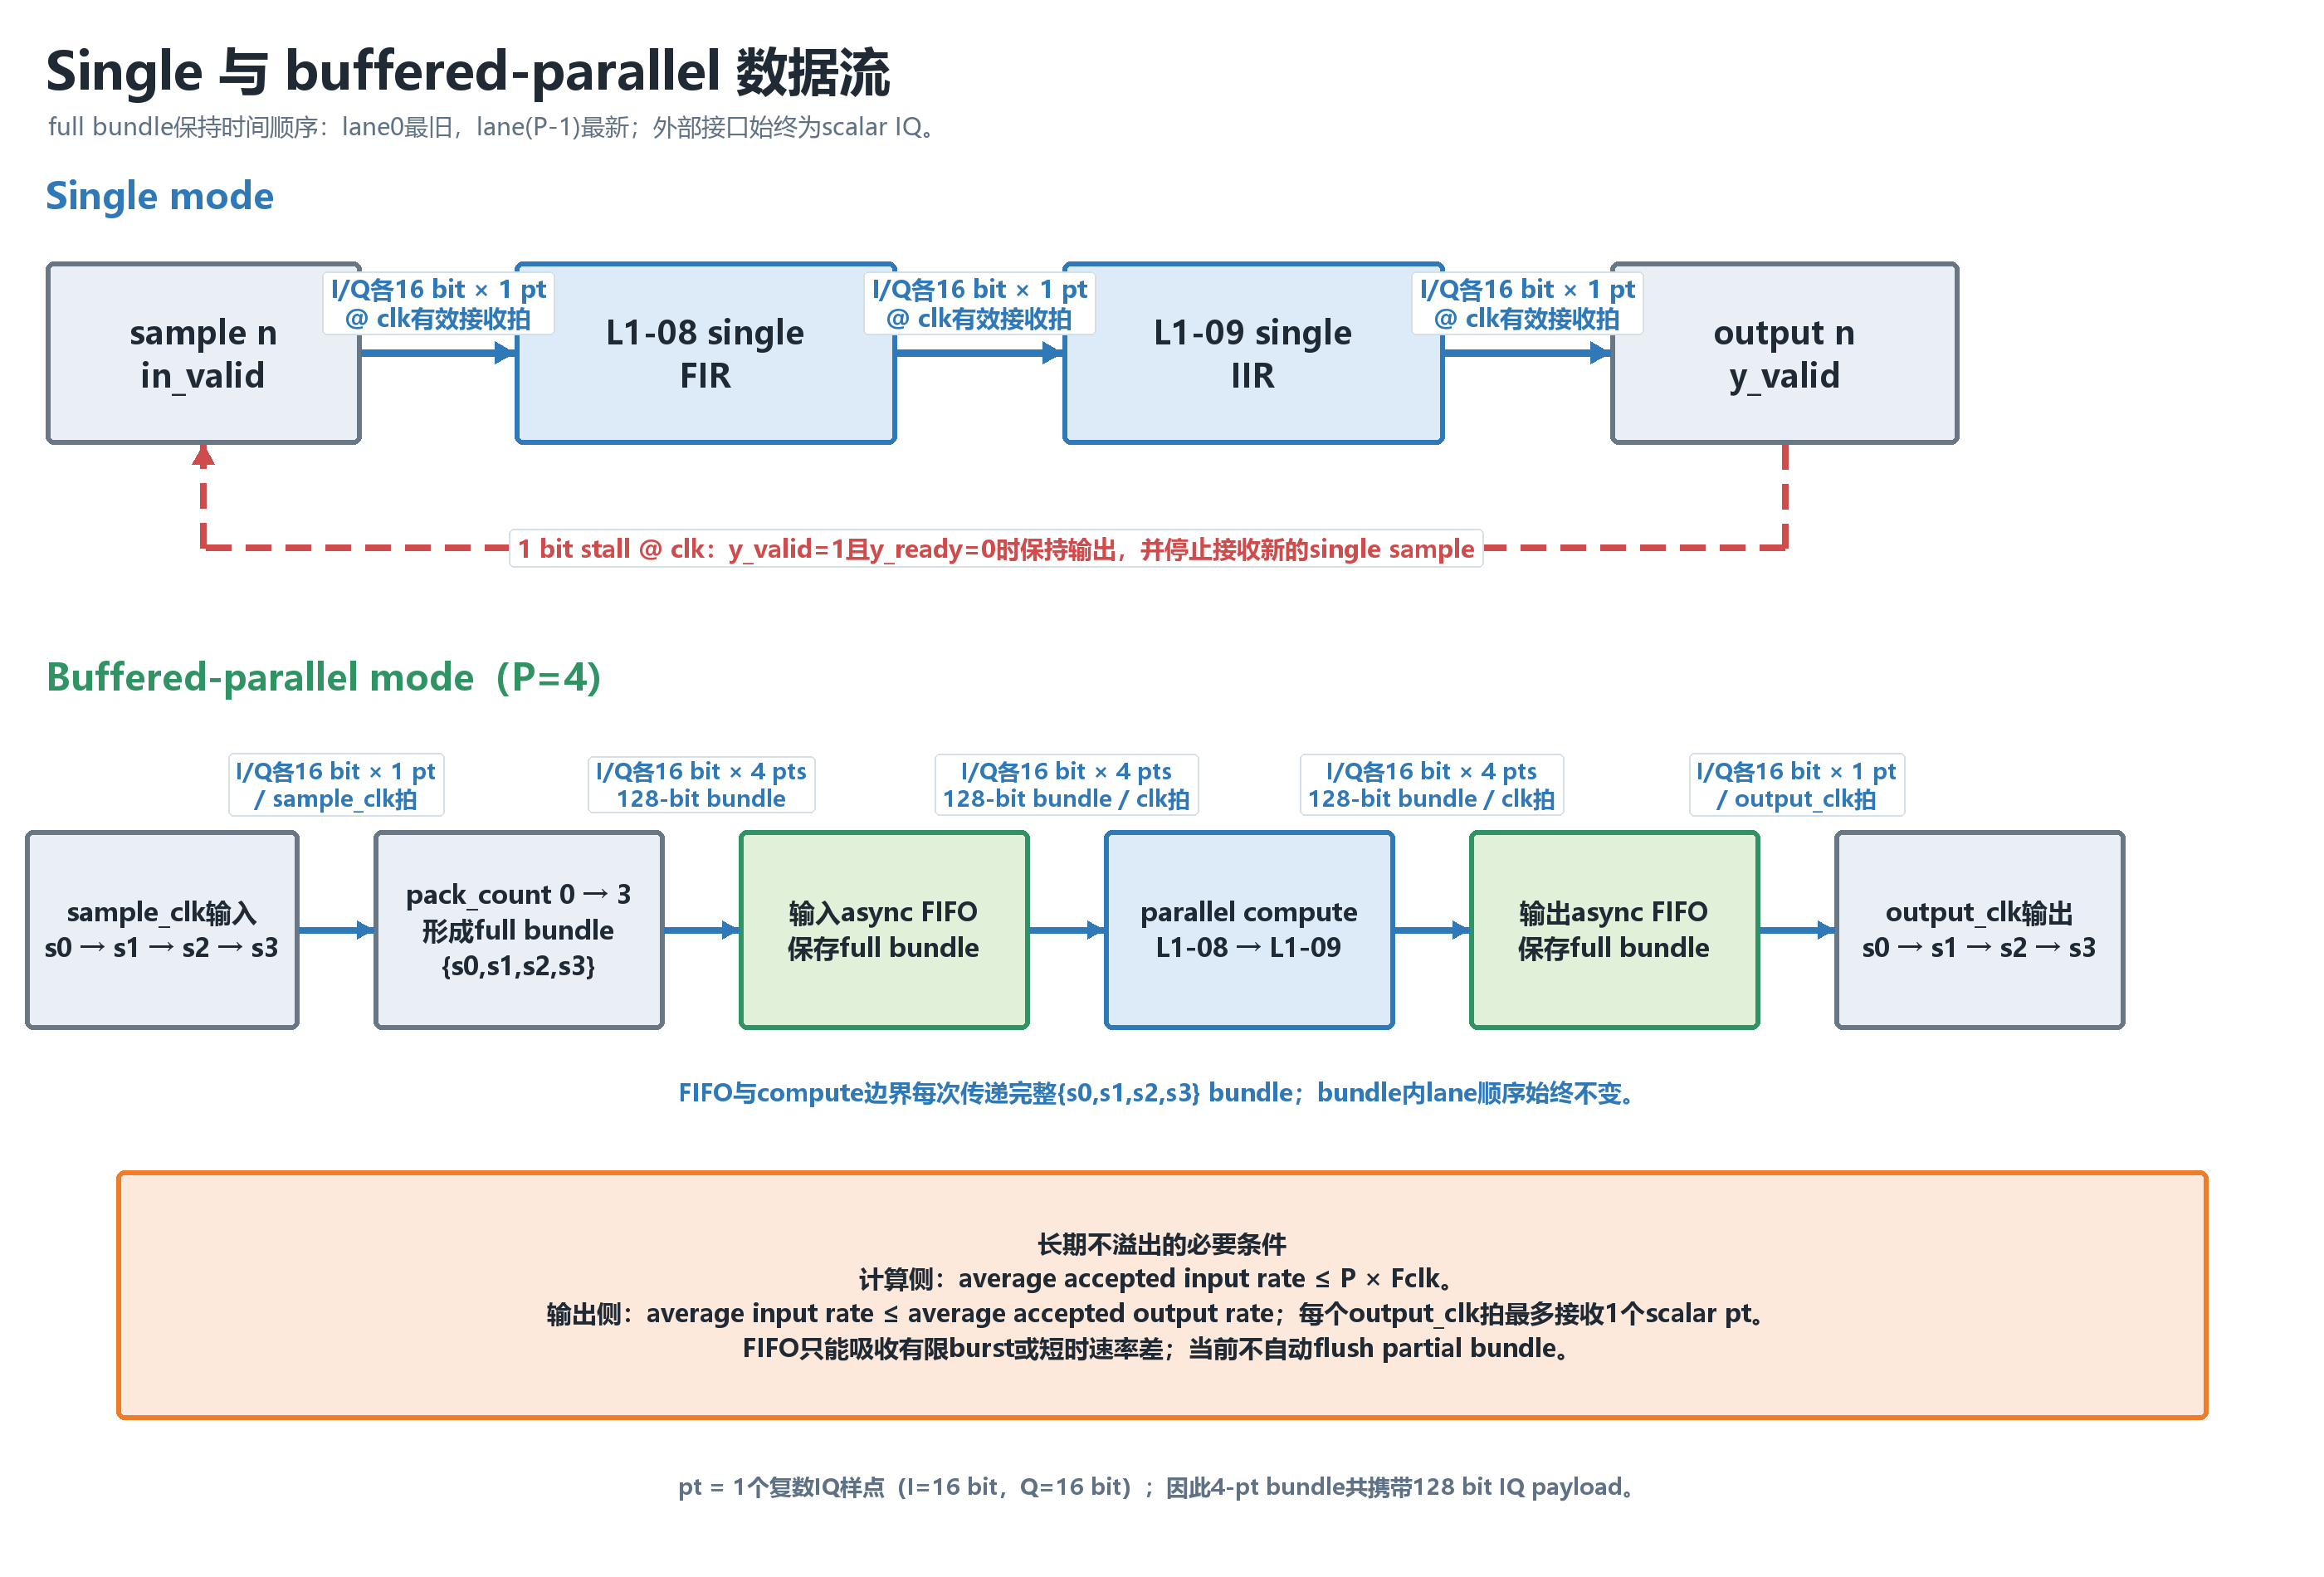 Single 与 buffered-parallel 数据流
full bundle保持时间顺序：lane0最旧，lane(P-1)最新；外部接口始终为scalar IQ。
Single mode
sample n
in_valid
I/Q各16 bit × 1 pt
@ clk有效接收拍
L1-08 single
FIR
I/Q各16 bit × 1 pt
@ clk有效接收拍
L1-09 single
IIR
I/Q各16 bit × 1 pt
@ clk有效接收拍
output n
y_valid
1 bit stall @ clk：y_valid=1且y_ready=0时保持输出，并停止接收新的single sample
Buffered-parallel mode（P=4）
I/Q各16 bit × 1 pt
/ sample_clk拍
I/Q各16 bit × 4 pts
128-bit bundle
I/Q各16 bit × 4 pts
128-bit bundle / clk拍
I/Q各16 bit × 4 pts
128-bit bundle / clk拍
I/Q各16 bit × 1 pt
/ output_clk拍
sample_clk输入
s0 → s1 → s2 → s3
pack_count 0 → 3
形成full bundle
{s0,s1,s2,s3}
输入async FIFO
保存full bundle
parallel compute
L1-08 → L1-09
输出async FIFO
保存full bundle
output_clk输出
s0 → s1 → s2 → s3
FIFO与compute边界每次传递完整{s0,s1,s2,s3} bundle；bundle内lane顺序始终不变。
长期不溢出的必要条件
计算侧：average accepted input rate ≤ P × Fclk。
输出侧：average input rate ≤ average accepted output rate；每个output_clk拍最多接收1个scalar pt。
FIFO只能吸收有限burst或短时速率差；当前不自动flush partial bundle。
pt = 1个复数IQ样点（I=16 bit，Q=16 bit）；因此4-pt bundle共携带128 bit IQ payload。